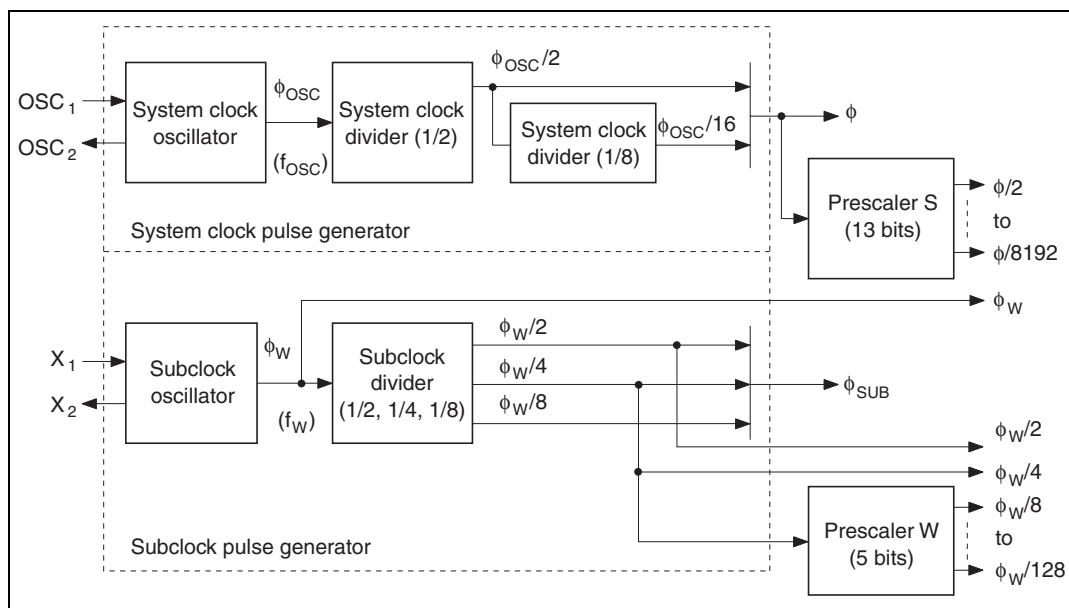 OSC1
OSC2
System clock
oscillator
ϕOSC
(fOSC)
System clock
divider (1/2)
ϕOSC/2
System clock
divider (1/8)
ϕOSC/16
ϕ
Prescaler S
(13 bits)
ϕ/2
to
ϕ/8192
System clock pulse generator
X1
X2
Subclock
oscillator
ϕW
(fW)
Subclock
divider
(1/2, 1/4, 1/8)
ϕW/2
ϕW/4
ϕW/8
ϕW
ϕSUB
ϕW/2
ϕW/4
Prescaler W
(5 bits)
ϕW/8
to
ϕW/128
Subclock pulse generator